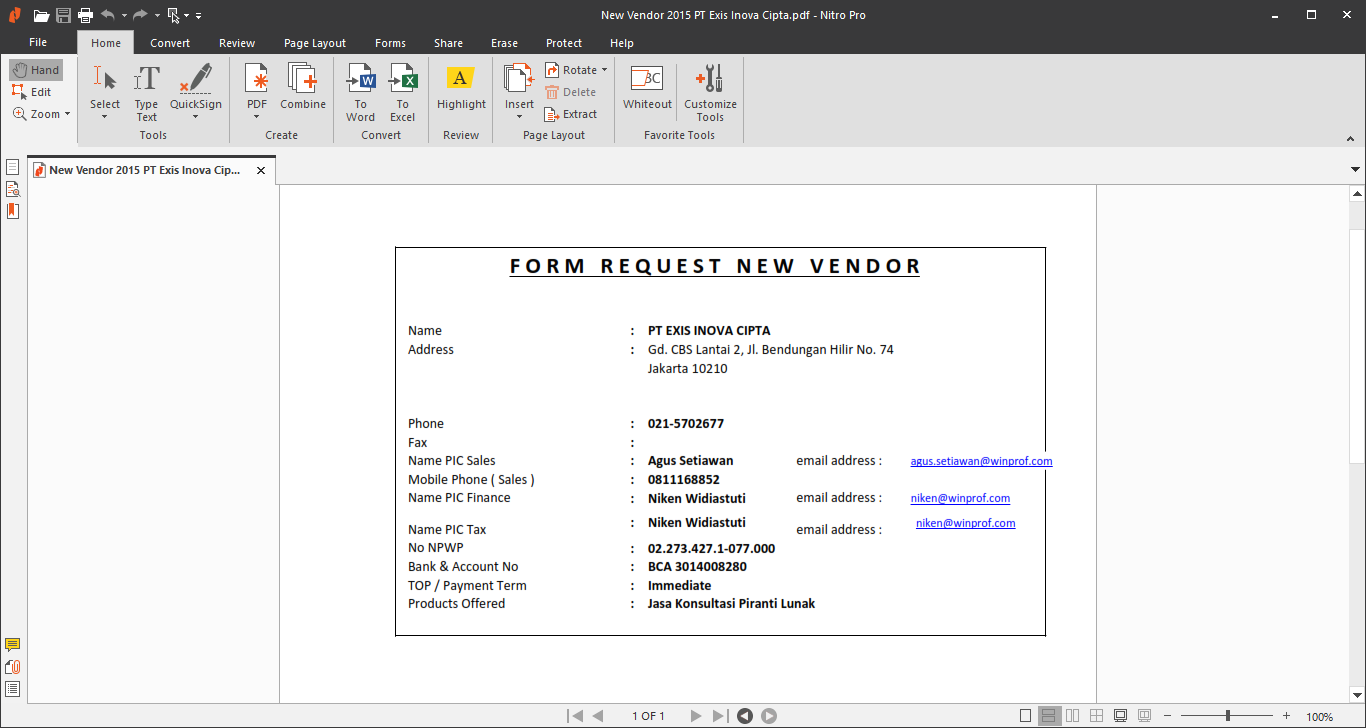 New Vendor 2015 PT Exis Inova Cipta.pdf - Nitro Pro
File Home Convert Review Page Layout Forms Share Erase Protect Help
Hand
Edit
Zoom
Select
Type Text
QuickSign
Tools
PDF
Combine
Create
To Word
To Excel
Convert
A
Highlight
Review
Insert
Rotate
Delete
Extract
Page Layout
BC
Whiteout
Customize Tools
Favorite Tools
New Vendor 2015 PT Exis Inova Cip...
FORM REQUEST NEW VENDOR
Name : PT EXIS INOVA CIPTA
Address : Gd. CBS Lantai 2, Jl. Bendungan Hilir No. 74
Jakarta 10210
Phone : 021-5702677
Fax :
Name PIC Sales : Agus Setiawan email address : agus.setiawan@winprof.com
Mobile Phone ( Sales ) : 0811168852
Name PIC Finance : Niken Widiastuti email address : niken@winprof.com
Name PIC Tax : Niken Widiastuti email address : niken@winprof.com
No NPWP : 02.273.427.1-077.000
Bank & Account No : BCA 3014008280
TOP / Payment Term : Immediate
Products Offered : Jasa Konsultasi Piranti Lunak
1 OF 1
100%